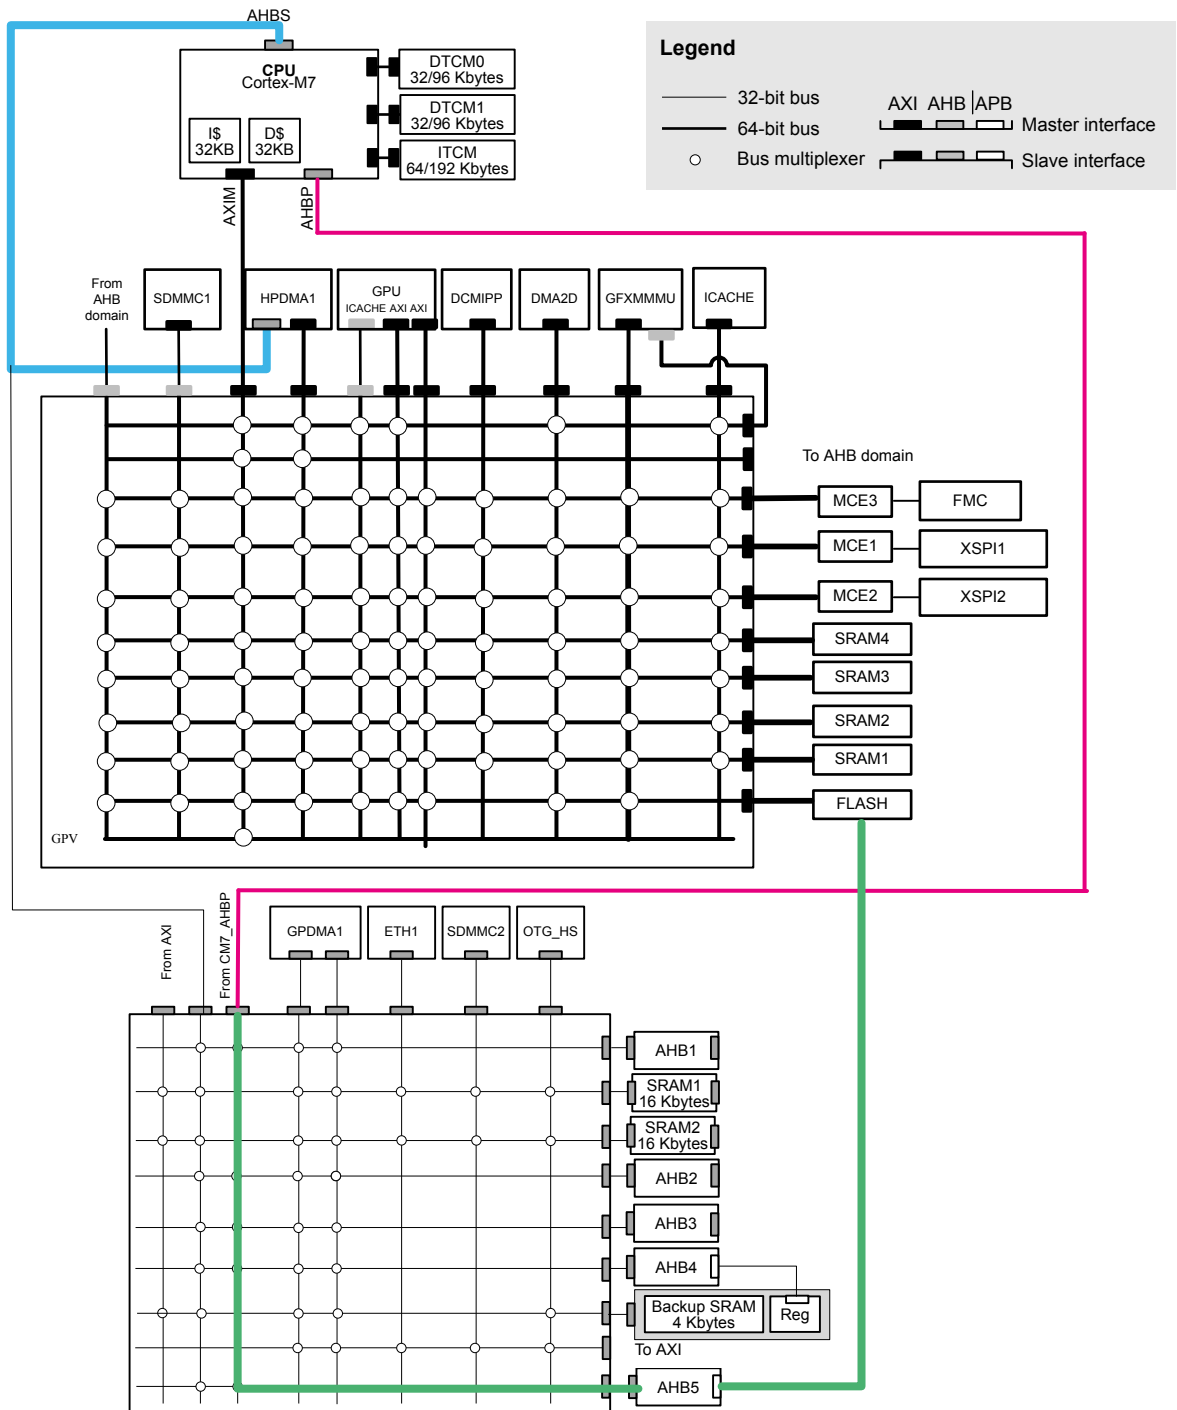 AHBS
CPU
Cortex-M7
I$
32KB
D$
32KB
DTCM0
32/96 Kbytes
DTCM1
32/96 Kbytes
ITCM
64/192 Kbytes
AXIM
AHBP
Legend
32-bit bus
64-bit bus
Bus multiplexer
AXI AHB APB
Master interface
Slave interface
From
AHB
domain
SDMMC1
HPDMA1
GPU
ICACHE AXI AXI
DCMIPP
DMA2D
GFXMMMU
ICACHE
To AHB domain
MCE3
FMC
MCE1
XSPI1
MCE2
XSPI2
SRAM4
SRAM3
SRAM2
SRAM1
FLASH
GPV
From AXI
From CM7_AHBP
GPDMA1
ETH1
SDMMC2
OTG_HS
AHB1
SRAM1
16 Kbytes
SRAM2
16 Kbytes
AHB2
AHB3
AHB4
Backup SRAM
4 Kbytes
Reg
To AXI
AHB5